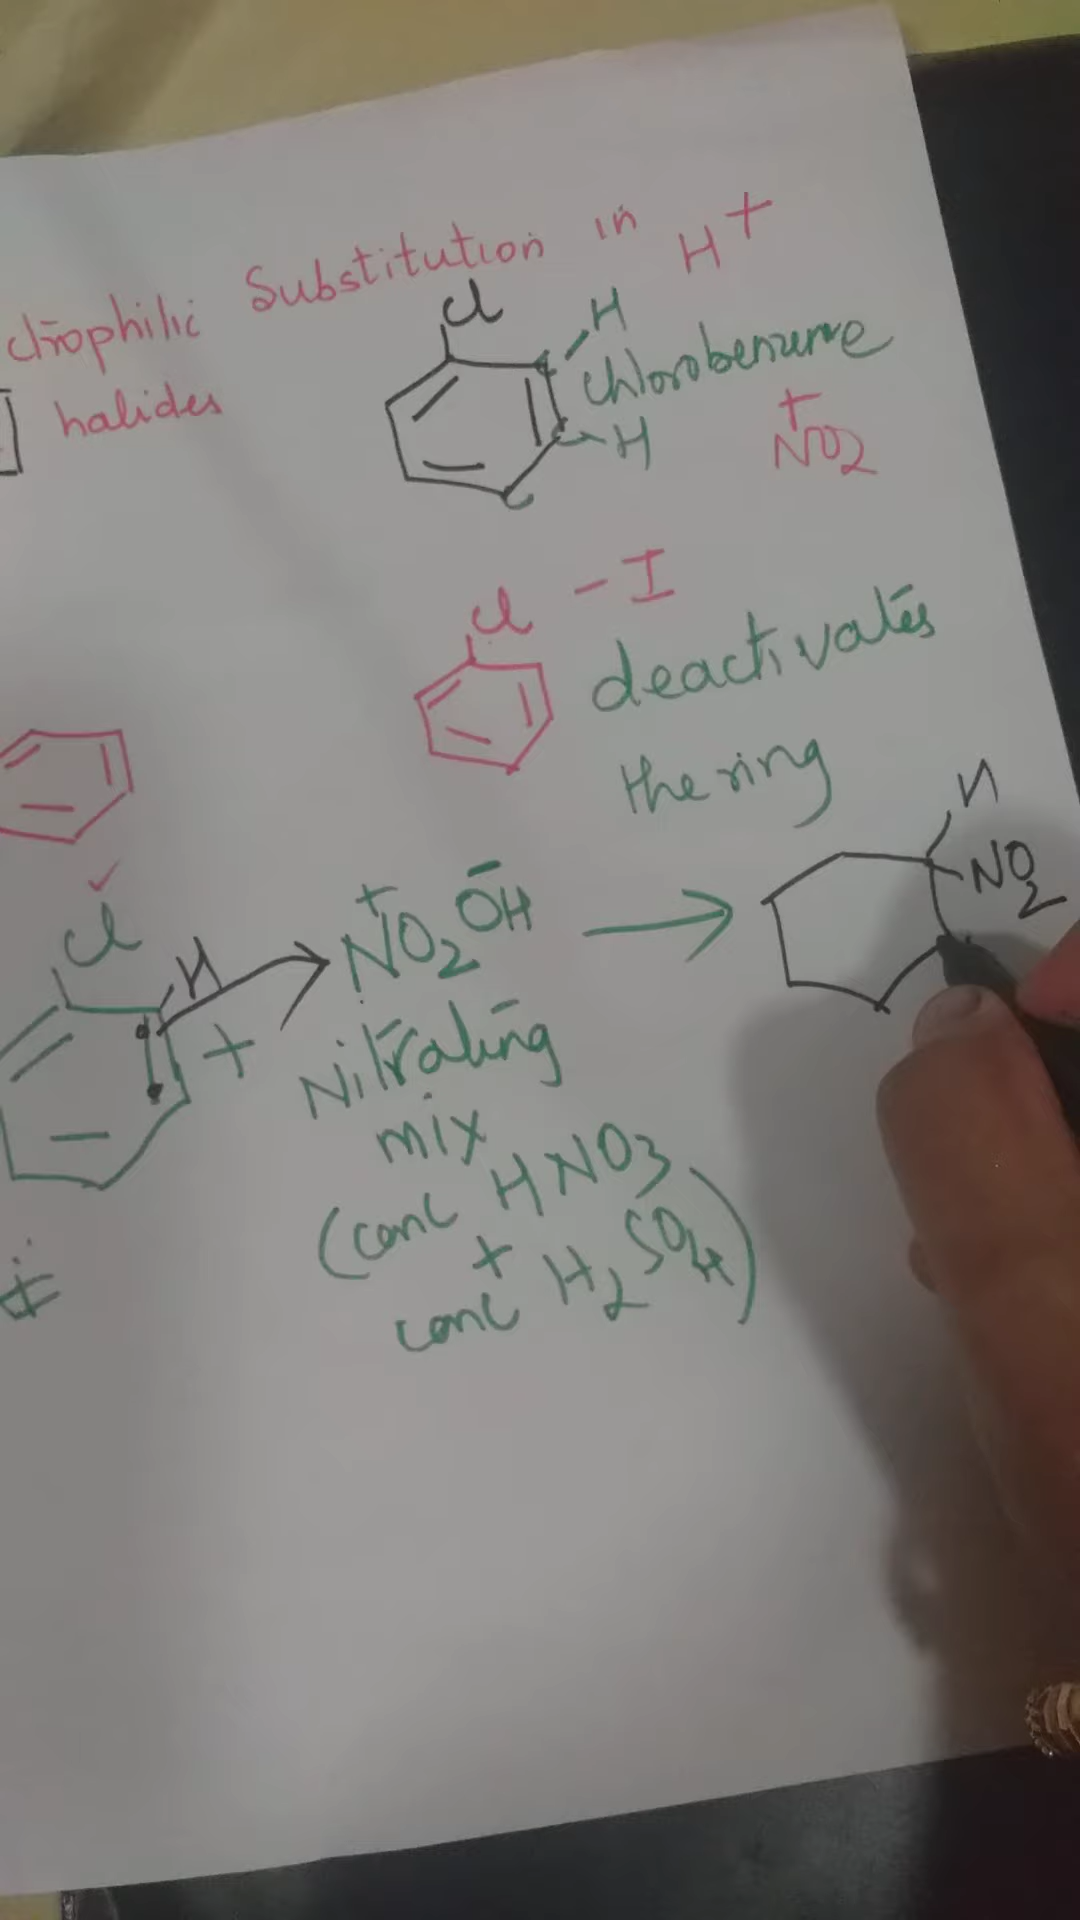 ctrophilic Substitution in H+
halides
Cl
H
Chlorobenzene
H
+
NO2
Cl - I
deactivates
the ring
Cl
H
+
+
NO2 OH-
Nitrating
mix
(conc HNO3
+
conc H2SO4)
H
NO2